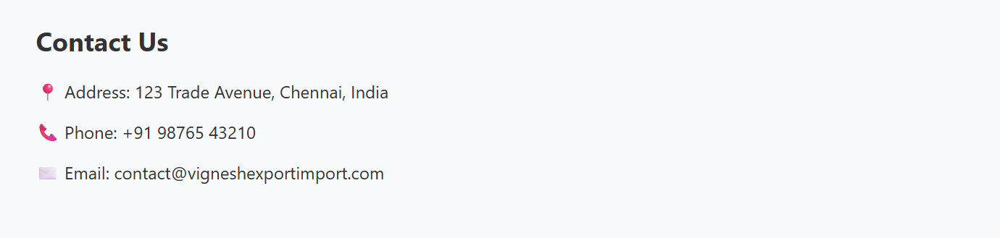 Contact Us
📍 Address: 123 Trade Avenue, Chennai, India
📞 Phone: +91 98765 43210
✉️ Email: contact@vigneshexportimport.com